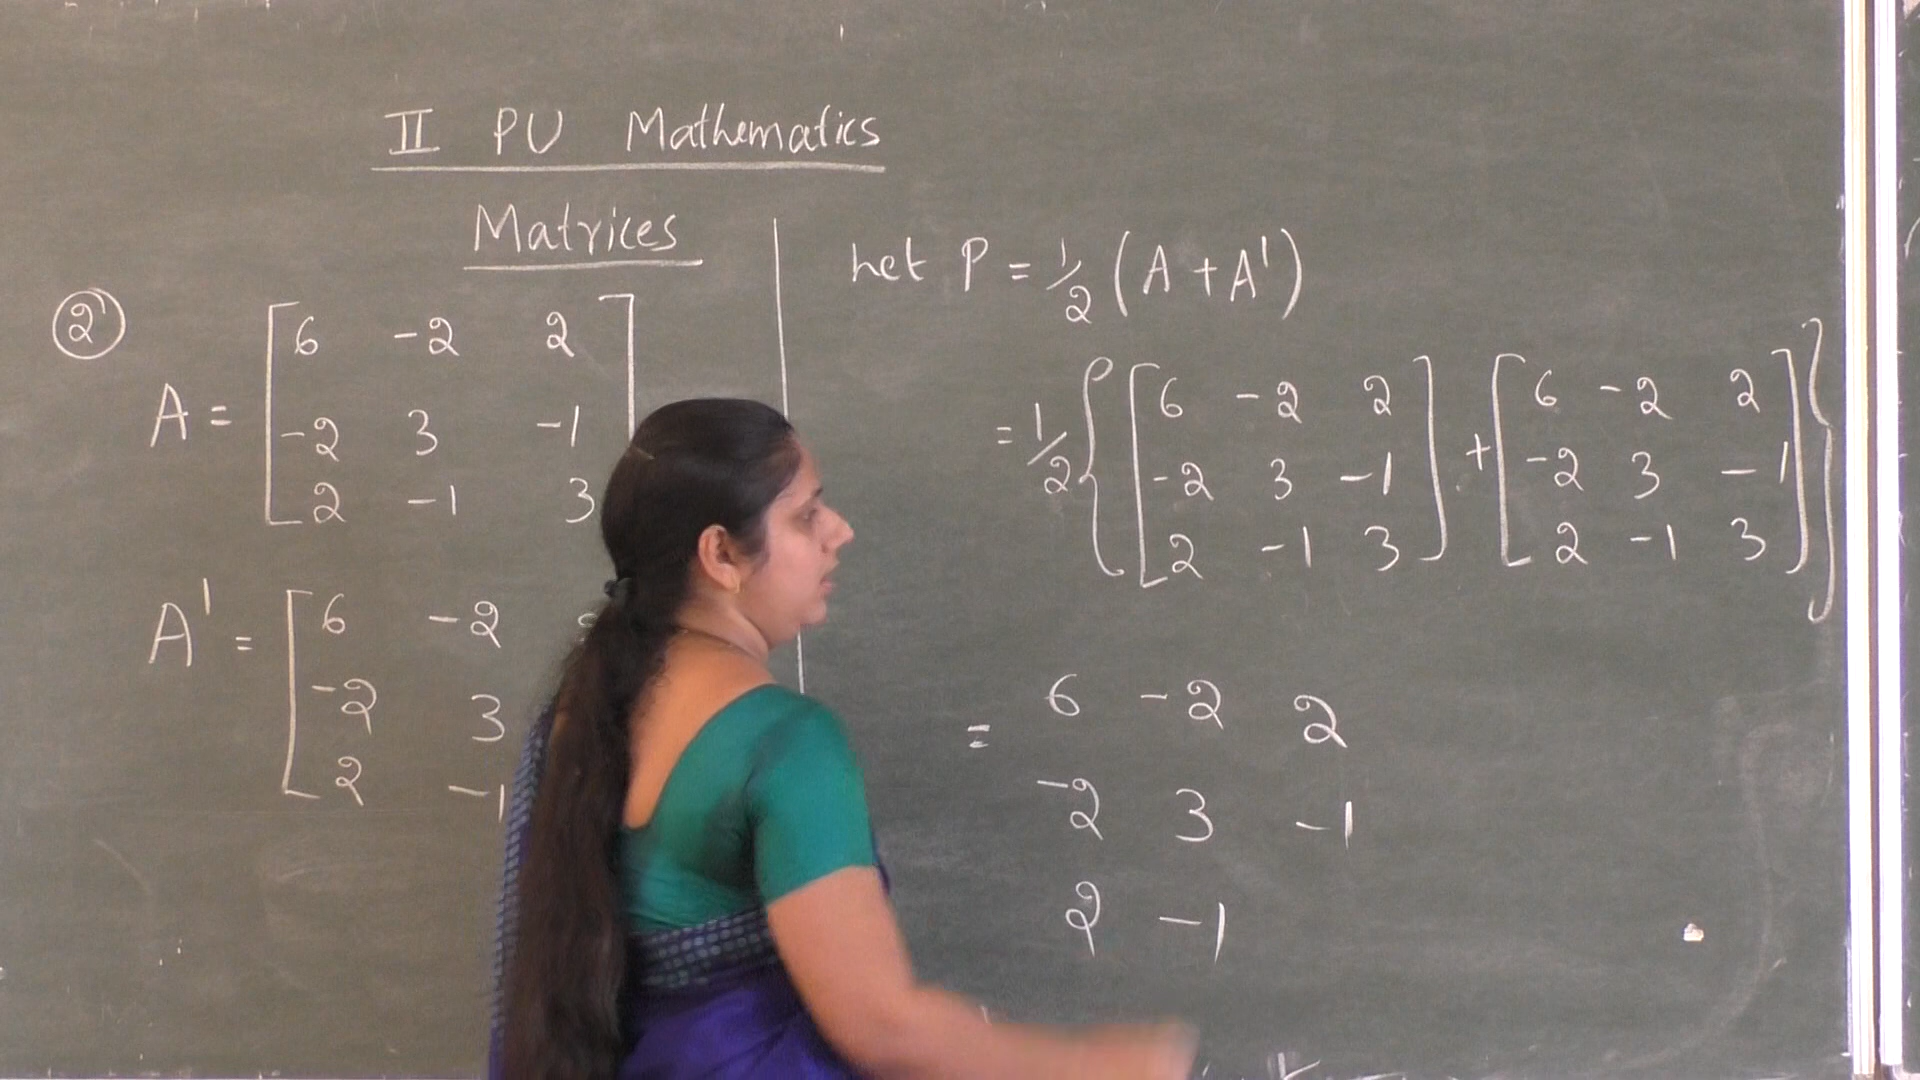 II PU Mathematics
Matrices
2
A = [ 6 -2 2 ]
-2 3 -1
2 -1 3
A' = [ 6 -2
-2 3
2 -1
Let P = 1/2 (A + A')
= 1/2 { [ 6 -2 2 ] + [ 6 -2 2 ] }
-2 3 -1 -2 3 -1
2 -1 3 2 -1 3
= 6 -2 2
-2 3 -1
2 -1